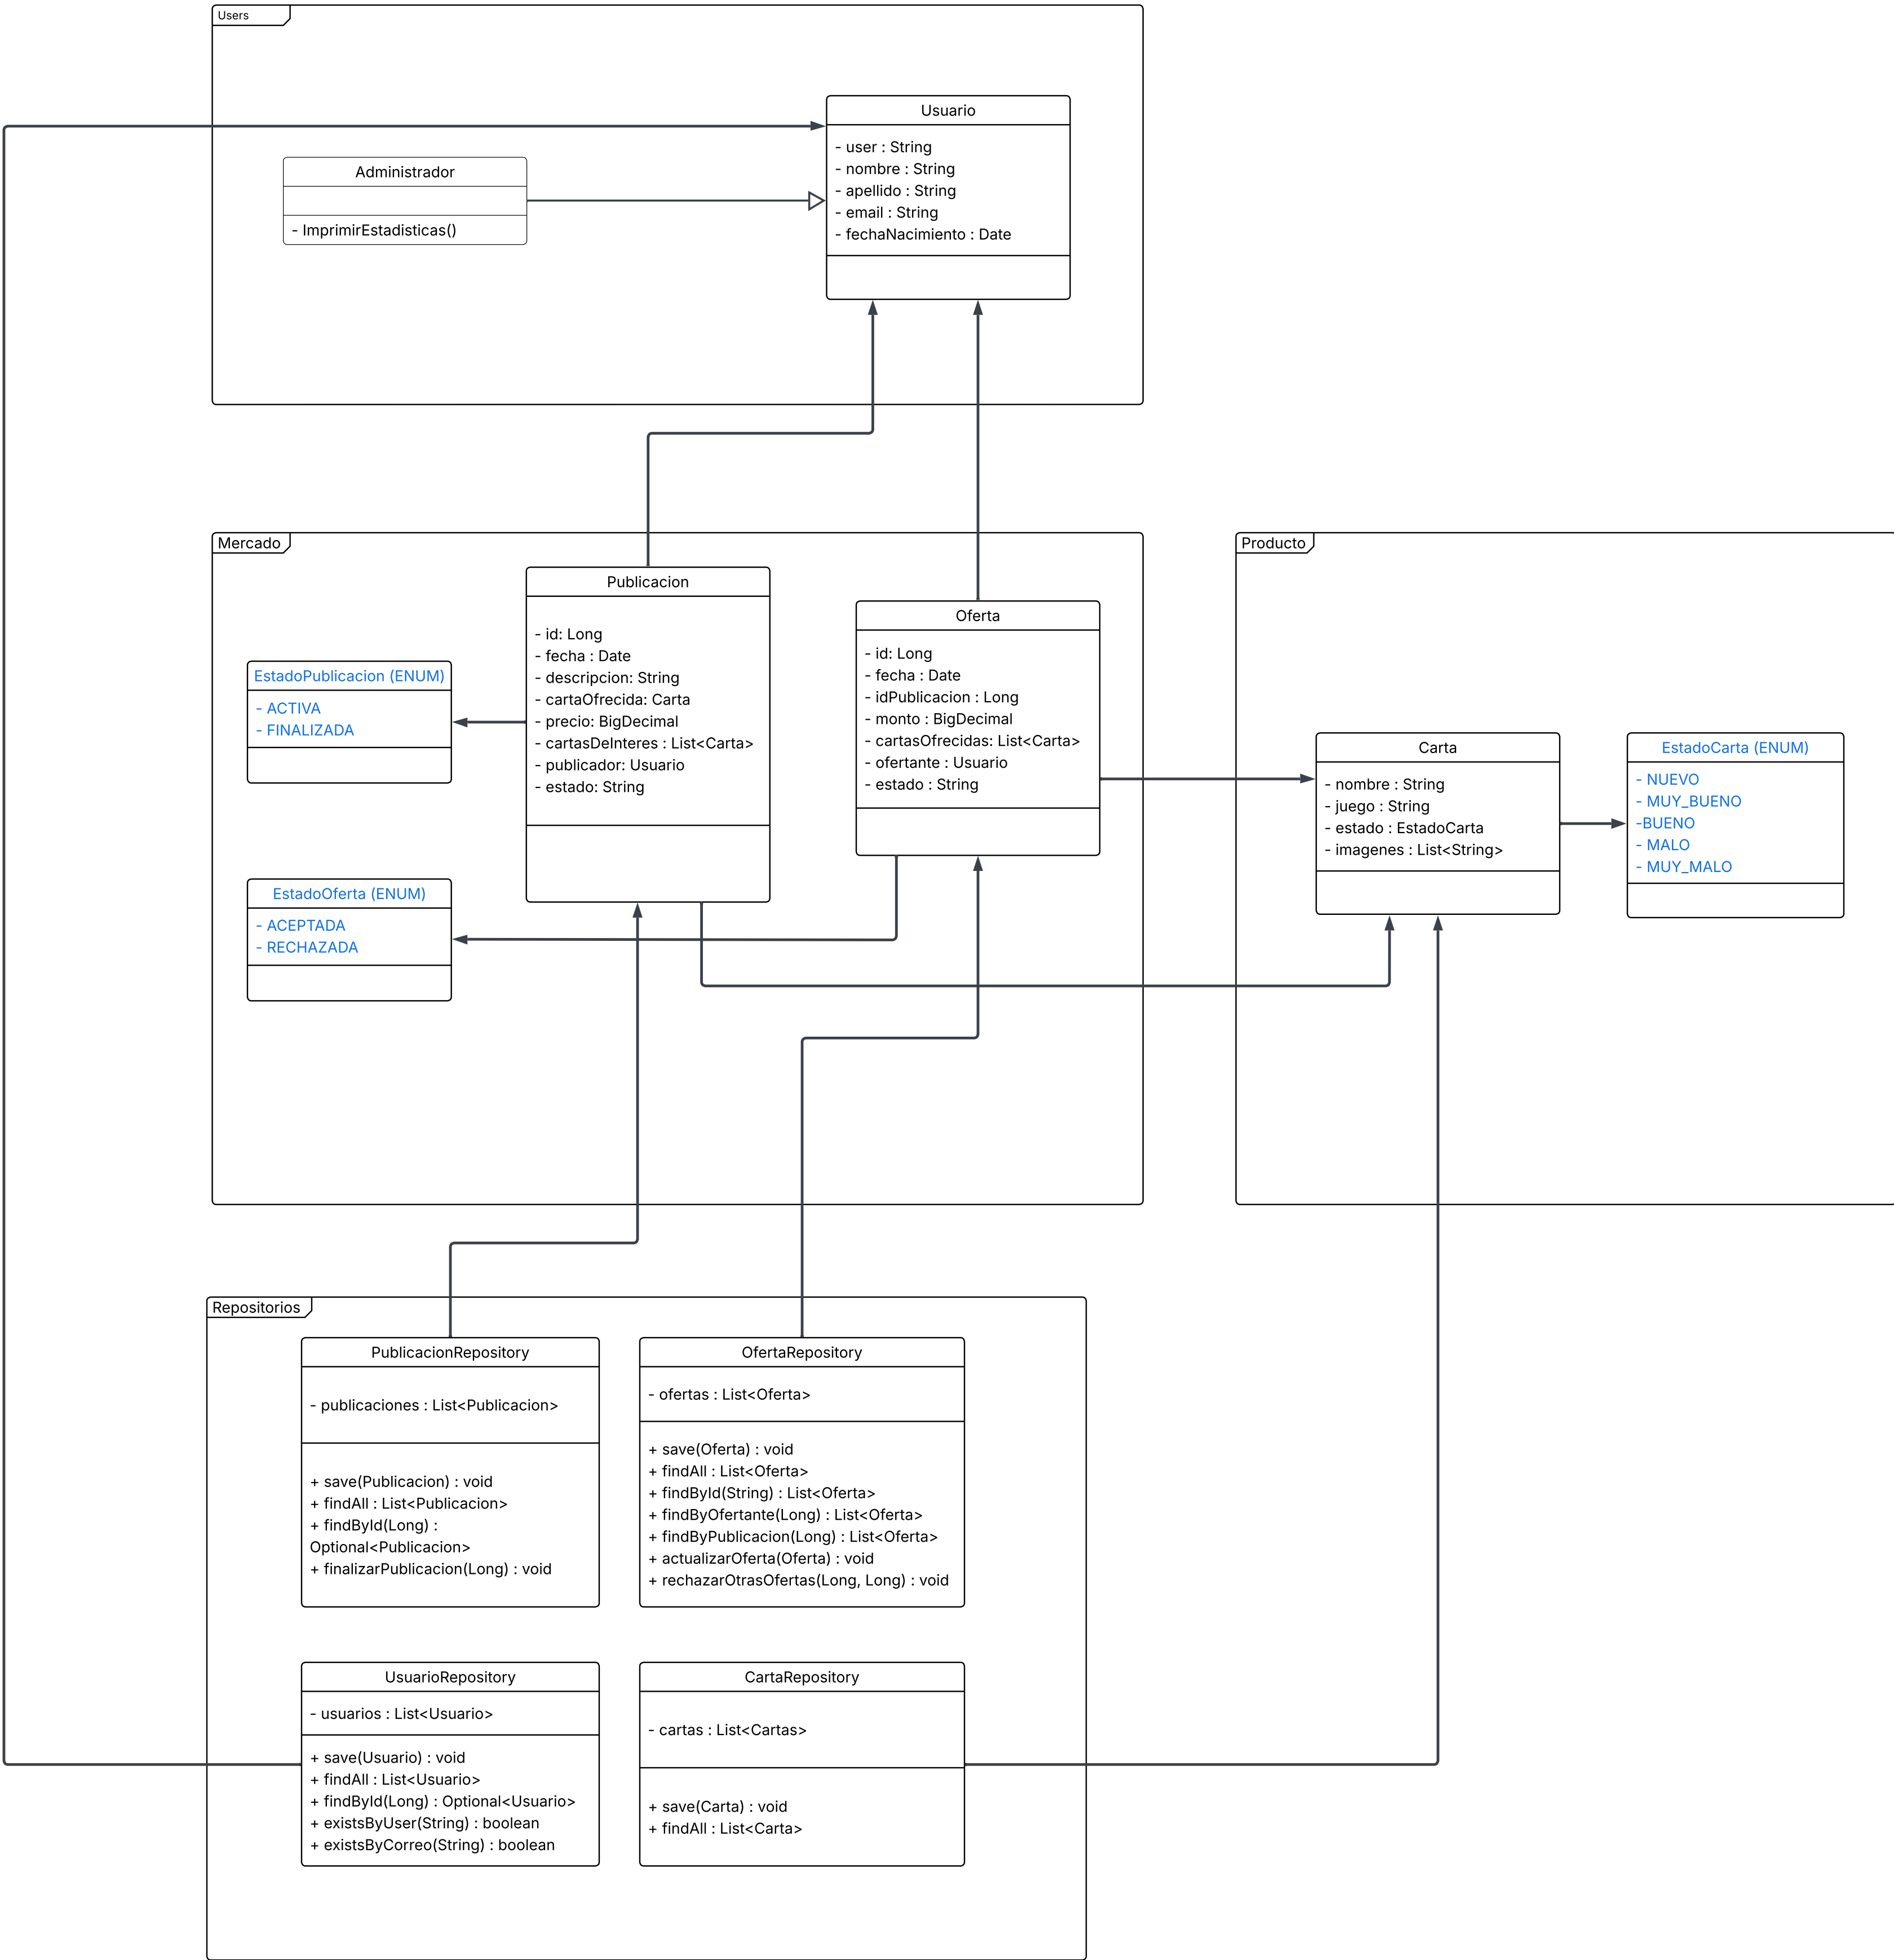 Users
Usuario
- user : String
- nombre : String
- apellido : String
- email : String
- fechaNacimiento : Date
Administrador
- ImprimirEstadisticas()
Mercado
Publicacion
- id: Long
- fecha : Date
- descripcion: String
- cartaOfrecida: Carta
- precio: BigDecimal
- cartasDeInteres : List<Carta>
- publicador: Usuario
- estado: String
Oferta
- id: Long
- fecha : Date
- idPublicacion : Long
- monto : BigDecimal
- cartasOfrecidas: List<Carta>
- ofertante : Usuario
- estado : String
EstadoPublicacion (ENUM)
- ACTIVA
- FINALIZADA
EstadoOferta (ENUM)
- ACEPTADA
- RECHAZADA
Producto
Carta
- nombre : String
- juego : String
- estado : EstadoCarta
- imagenes : List<String>
EstadoCarta (ENUM)
- NUEVO
- MUY_BUENO
-BUENO
- MALO
- MUY_MALO
Repositorios
PublicacionRepository
- publicaciones : List<Publicacion>
+ save(Publicacion) : void
+ findAll : List<Publicacion>
+ findById(Long) :
Optional<Publicacion>
+ finalizarPublicacion(Long) : void
OfertaRepository
- ofertas : List<Oferta>
+ save(Oferta) : void
+ findAll : List<Oferta>
+ findById(String) : List<Oferta>
+ findByOfertante(Long) : List<Oferta>
+ findByPublicacion(Long) : List<Oferta>
+ actualizarOferta(Oferta) : void
+ rechazarOtrasOfertas(Long, Long) : void
UsuarioRepository
- usuarios : List<Usuario>
+ save(Usuario) : void
+ findAll : List<Usuario>
+ findById(Long) : Optional<Usuario>
+ existsByUser(String) : boolean
+ existsByCorreo(String) : boolean
CartaRepository
- cartas : List<Cartas>
+ save(Carta) : void
+ findAll : List<Carta>